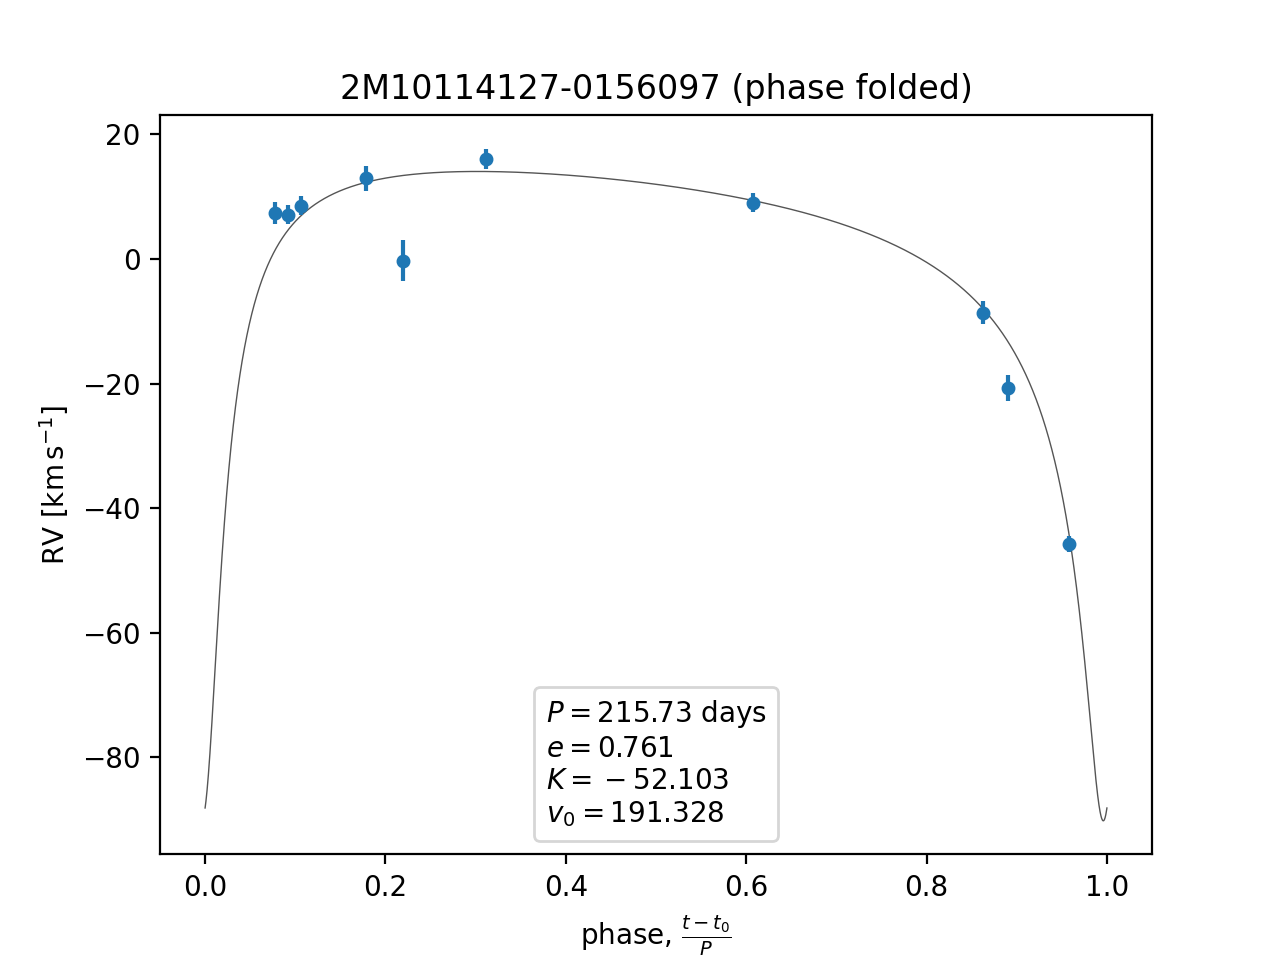 2M10114127-0156097 (phase folded)
20
0
−20
−40
−60
−80
RV [km s⁻¹]
P = 215.73 days
e = 0.761
K = − 52.103
v₀ = 191.328
0.0 0.2 0.4 0.6 0.8 1.0
phase, (t − t₀)/P